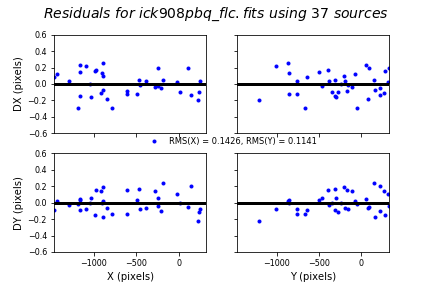 Residuals for ick908pbq_flc.fits using 37 sources
DX (pixels)
0.6
0.4
0.2
0.0
−0.2
−0.4
−0.6
RMS(X) = 0.1426, RMS(Y) = 0.1141
DY (pixels)
0.6
0.4
0.2
0.0
−0.2
−0.4
−0.6
−1000 −500 0
−1000 −500 0
X (pixels)
Y (pixels)